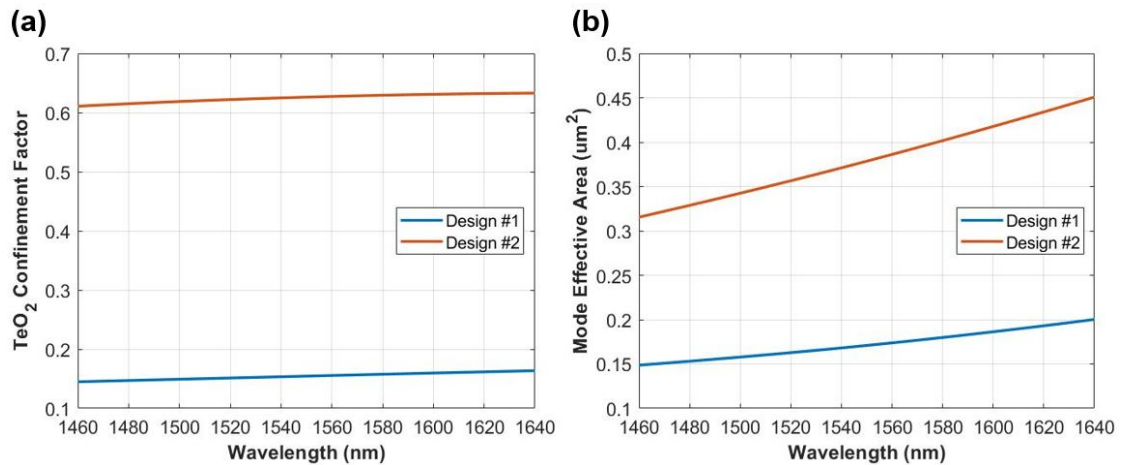 (a)
TeO2 Confinement Factor
0.7
0.6
0.5
0.4
0.3
0.2
0.1
Design #1
Design #2
1460 1480 1500 1520 1540 1560 1580 1600 1620 1640
Wavelength (nm)
(b)
Mode Effective Area (um²)
0.5
0.45
0.4
0.35
0.3
0.25
0.2
0.15
0.1
Design #1
Design #2
1460 1480 1500 1520 1540 1560 1580 1600 1620 1640
Wavelength (nm)